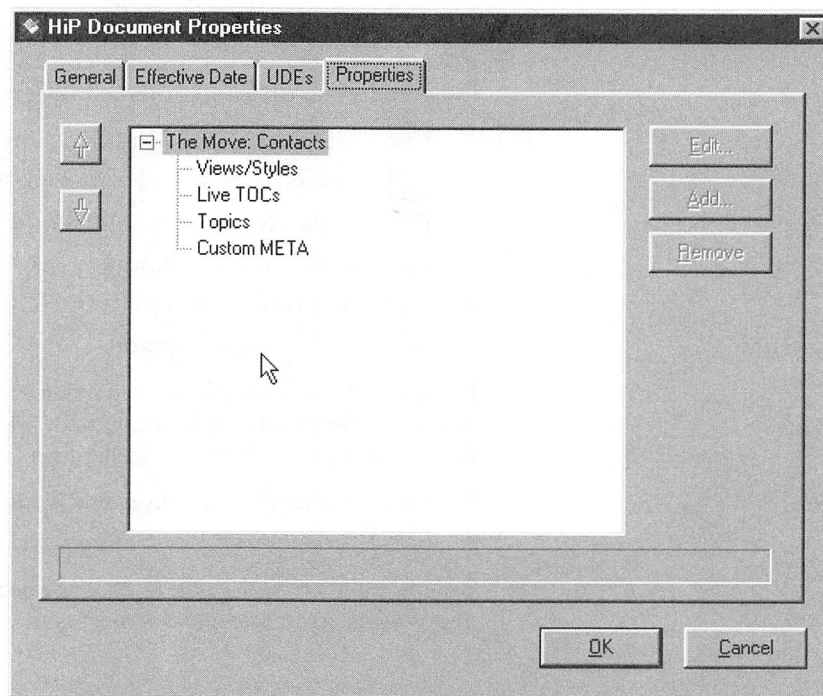 HiP Document Properties
General Effective Date UDEs Properties
The Move: Contacts
Views/Styles
Live TOCs
Topics
Custom META
Edit...
Add...
Remove
OK Cancel